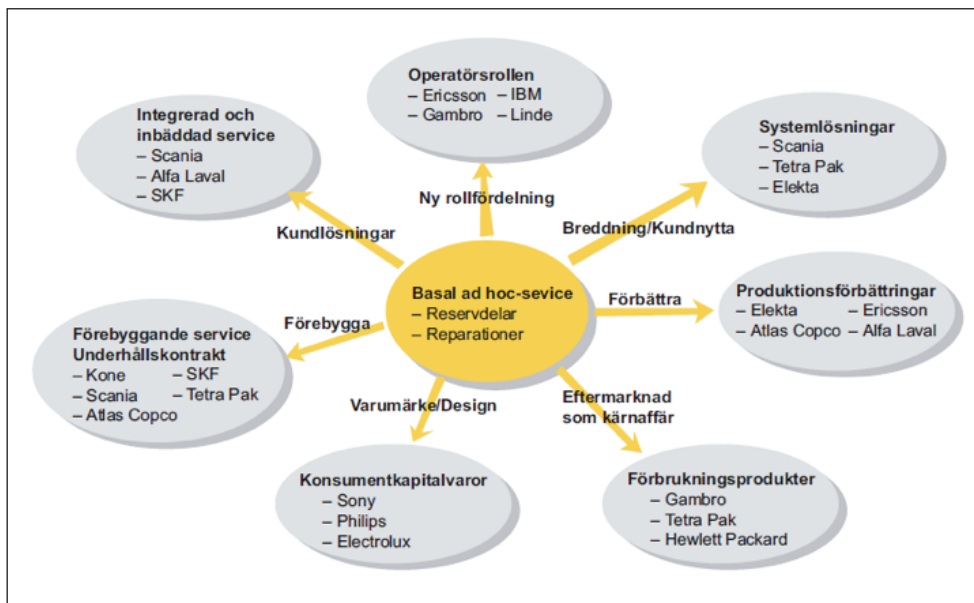 Operatörsrollen
– Ericsson – IBM
– Gambro – Linde
Integrerad och
inbäddad service
– Scania
– Alfa Laval
– SKF
Systemlösningar
– Scania
– Tetra Pak
– Elekta
Ny rollfördelning
Kundlösningar
Breddning/Kundnytta
Basal ad hoc-sevice
– Reservdelar
– Reparationer
Förbättra
Produktionsförbättringar
– Elekta – Ericsson
– Atlas Copco – Alfa Laval
Förebygga
Förebyggande service
Underhållskontrakt
– Kone – SKF
– Scania – Tetra Pak
– Atlas Copco
Varumärke/Design
Eftermarknad
som kärnaffär
Konsumentkapitalvaror
– Sony
– Philips
– Electrolux
Förbrukningsprodukter
– Gambro
– Tetra Pak
– Hewlett Packard